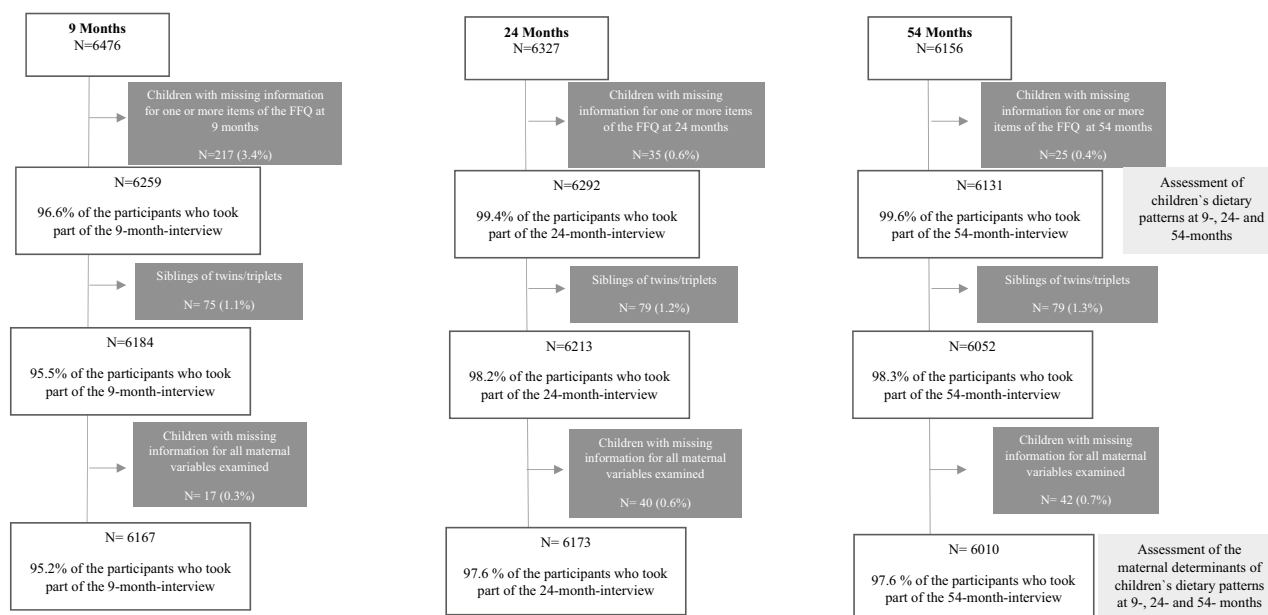 9 Months
N=6476
Children with missing information
for one or more items of the FFQ at
9 months
N=217 (3.4%)
N=6259
96.6% of the participants who took
part of the 9-month-interview
Siblings of twins/triplets
N= 75 (1.1%)
N=6184
95.5% of the participants who took
part of the 9-month-interview
Children with missing
information for all maternal
variables examined
N= 17 (0.3%)
N= 6167
95.2% of the participants who took
part of the 9-month-interview
24 Months
N=6327
Children with missing
information for one or more items
of the FFQ at 24 months
N=35 (0.6%)
N=6292
99.4% of the participants who took
part of the 24-month-interview
Siblings of twins/triplets
N= 79 (1.2%)
N=6213
98.2% of the participants who took
part of the 24-month-interview
Children with missing
information for all maternal
variables examined
N= 40 (0.6%)
N= 6173
97.6 % of the participants who took
part of the 24-month-interview
54 Months
N=6156
Children with missing
information for one or more
items of the FFQ  at 54 months
N=25 (0.4%)
N=6131
99.6% of the participants who took
part of the 54-month-interview
Assessment of
children`s dietary
patterns at 9-, 24- and
54-months
Siblings of twins/triplets
N= 79 (1.3%)
N=6052
98.3% of the participants who took
part of the 54-month-interview
Children with missing
information for all maternal
variables examined
N= 42 (0.7%)
N= 6010
97.6 % of the participants who took
part of the 54-month-interview
Assessment of the
maternal determinants of
children`s dietary patterns
at 9-, 24- and 54- months